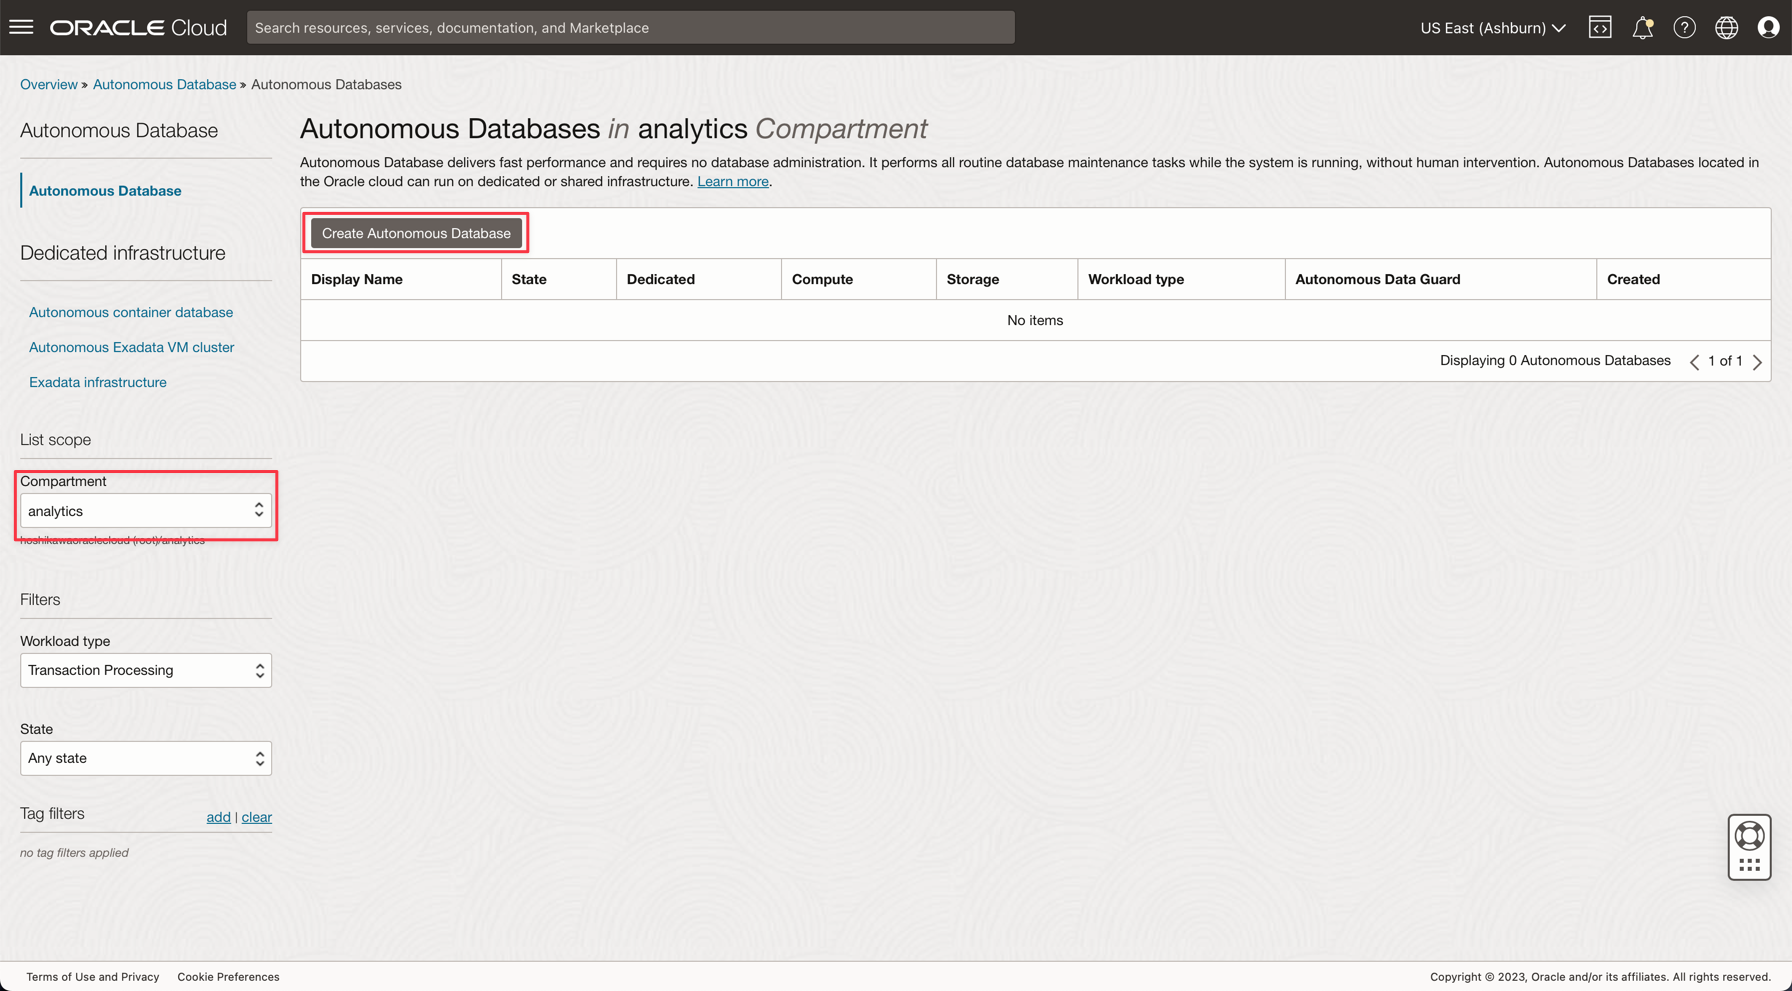 ORACLE Cloud
Search resources, services, documentation, and Marketplace
US East (Ashburn)
Overview » Autonomous Database » Autonomous Databases
Autonomous Database
Autonomous Database
Dedicated infrastructure
Autonomous container database
Autonomous Exadata VM cluster
Exadata infrastructure
List scope
Compartment
analytics
hoshikawaoraclecloud (root)/analytics
Filters
Workload type
Transaction Processing
State
Any state
Tag filters
add | clear
no tag filters applied
Autonomous Databases in analytics Compartment
Autonomous Database delivers fast performance and requires no database administration. It performs all routine database maintenance tasks while the system is running, without human intervention. Autonomous Databases located in
the Oracle cloud can run on dedicated or shared infrastructure. Learn more.
Create Autonomous Database
Display Name State Dedicated Compute Storage Workload type Autonomous Data Guard Created
No items
Displaying 0 Autonomous Databases 1 of 1
Terms of Use and Privacy Cookie Preferences
Copyright © 2023, Oracle and/or its affiliates. All rights reserved.